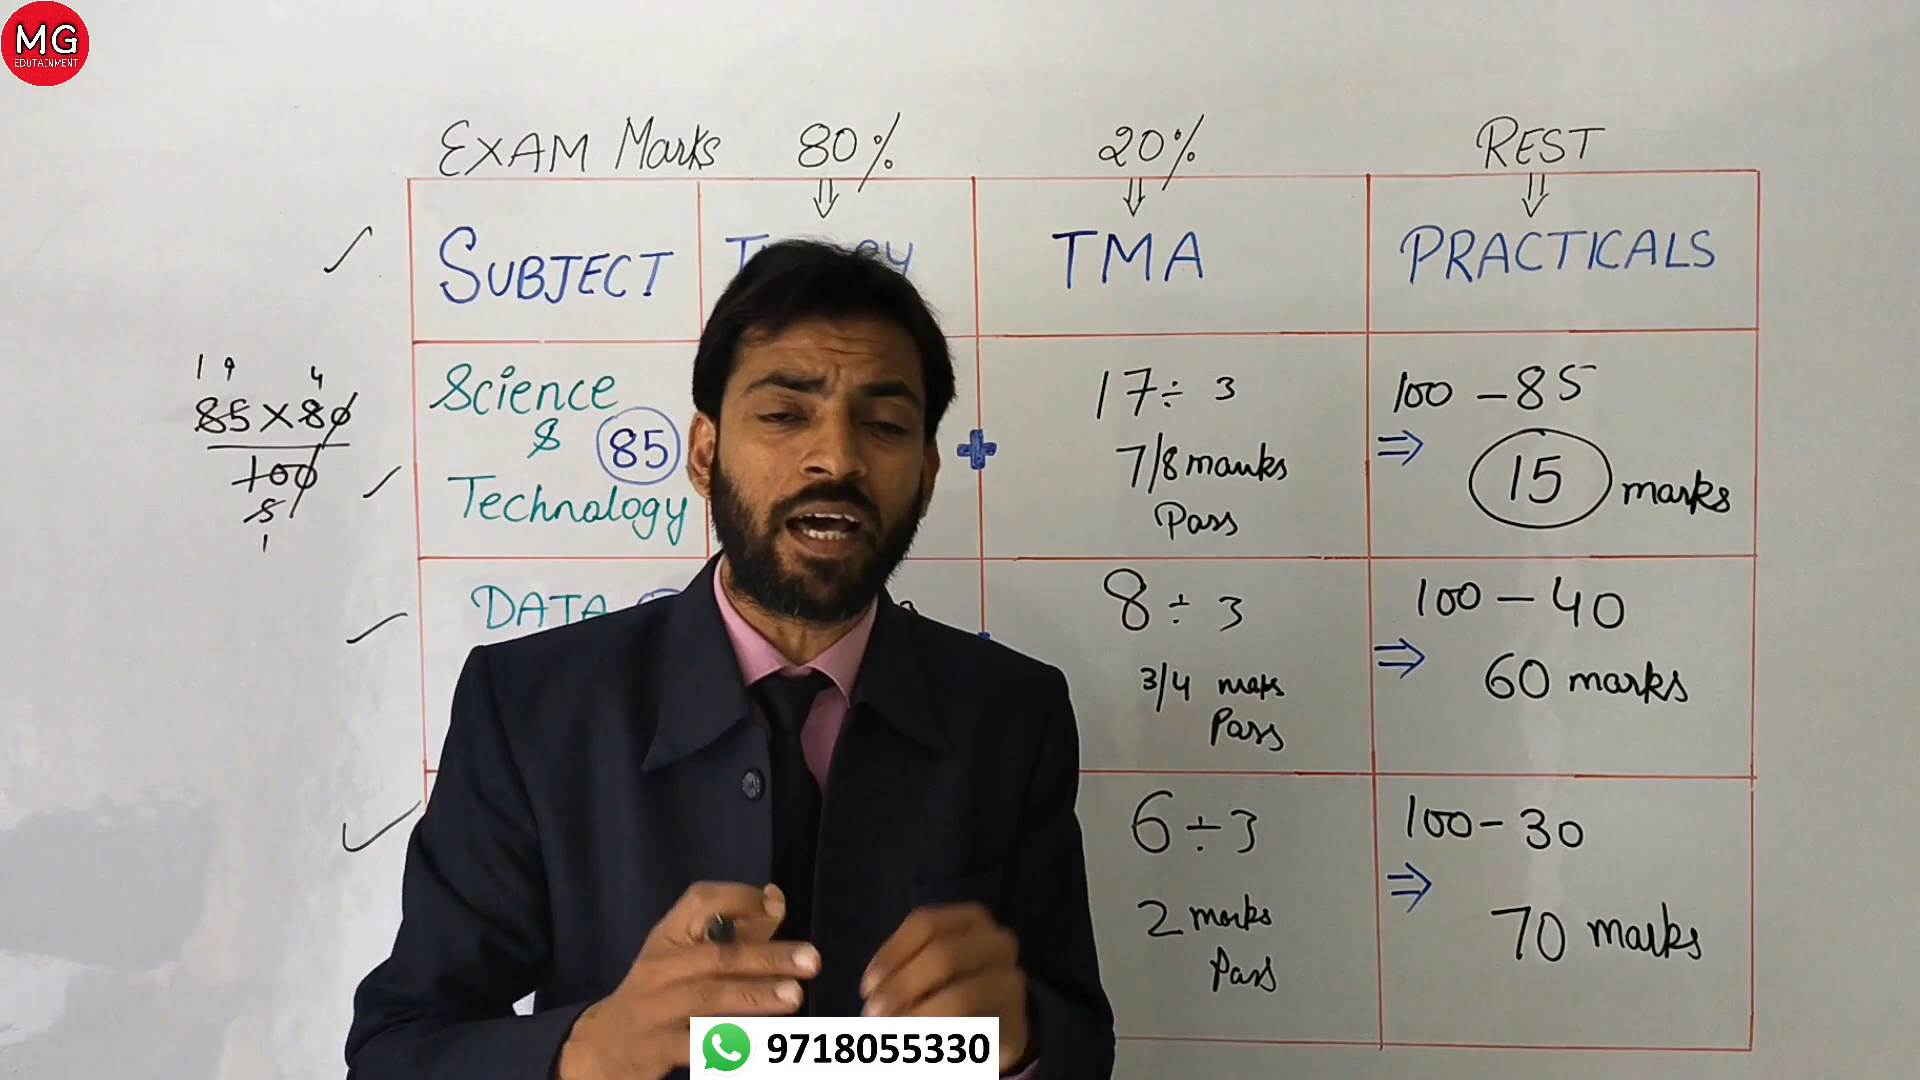 MG
EDUTAINMENT
EXAM Marks 80% 20% REST
SUBJECT TMA PRACTICALS
Science
&
Technology
85
17 ÷ 3
7/8 marks
Pass
100 - 85
15 marks
DATA
8 ÷ 3
3/4 maks
Pass
100 - 40
60 marks
6 ÷ 3
2 marks
Pass
100 - 30
70 marks
85 X 80
100
9718055330